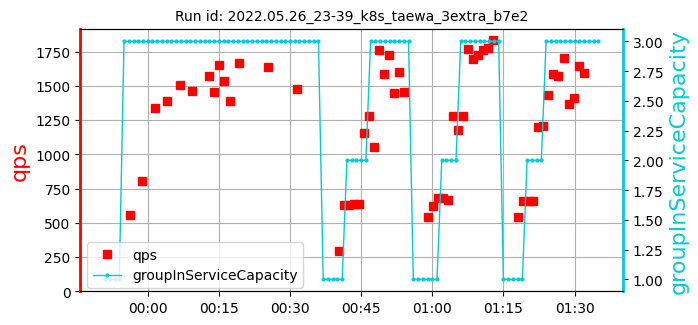 Run id: 2022.05.26_23-39_k8s_taewa_3extra_b7e2
qps
1750
1500
1250
1000
750
500
250
0
00:00 00:15 00:30 00:45 01:00 01:15 01:30
3.00
2.75
2.50
2.25
2.00
1.75
1.50
1.25
1.00
groupInServiceCapacity
qps
groupInServiceCapacity